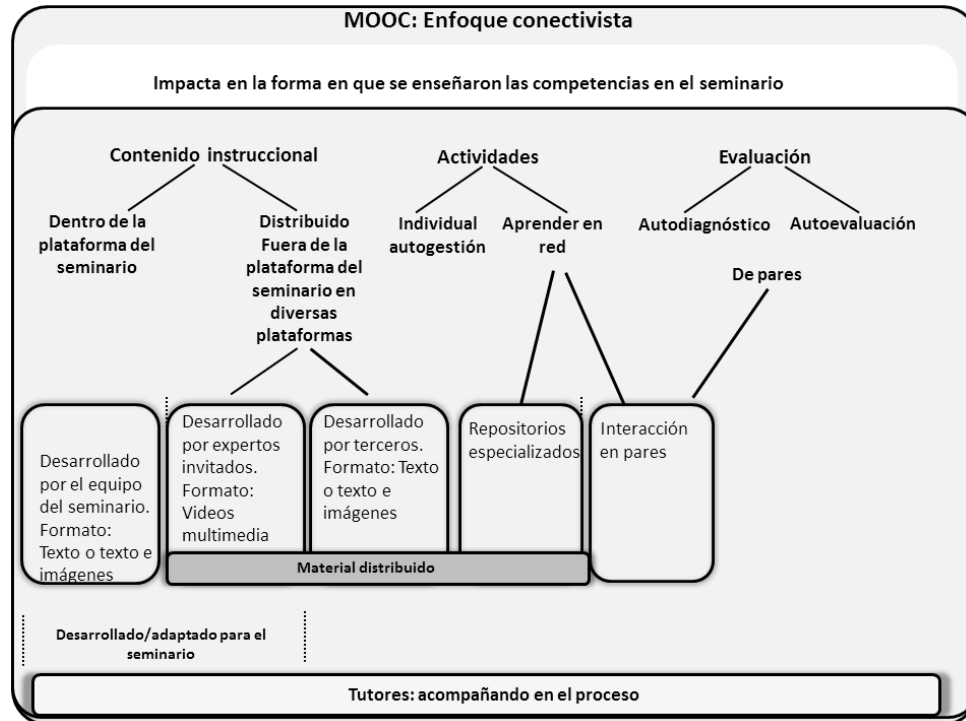 MOOC: Enfoque conectivista
Impacta en la forma en que se enseñaron las competencias en el seminario
Contenido instruccional
Actividades
Evaluación
Dentro de la
plataforma del
seminario
Distribuido
Fuera de la
plataforma del
seminario en
diversas
plataformas
Individual
autogestión
Aprender en
red
Autodiagnóstico
Autoevaluación
De pares
Desarrollado
por el equipo
del seminario.
Formato:
Texto o texto e
imágenes
Desarrollado
por expertos
invitados.
Formato:
Videos
multimedia
Desarrollado
por terceros.
Formato: Texto
o texto e
imágenes
Repositorios
especializados
Interacción
en pares
Material distribuido
Desarrollado/adaptado para el
seminario
Tutores: acompañando en el proceso